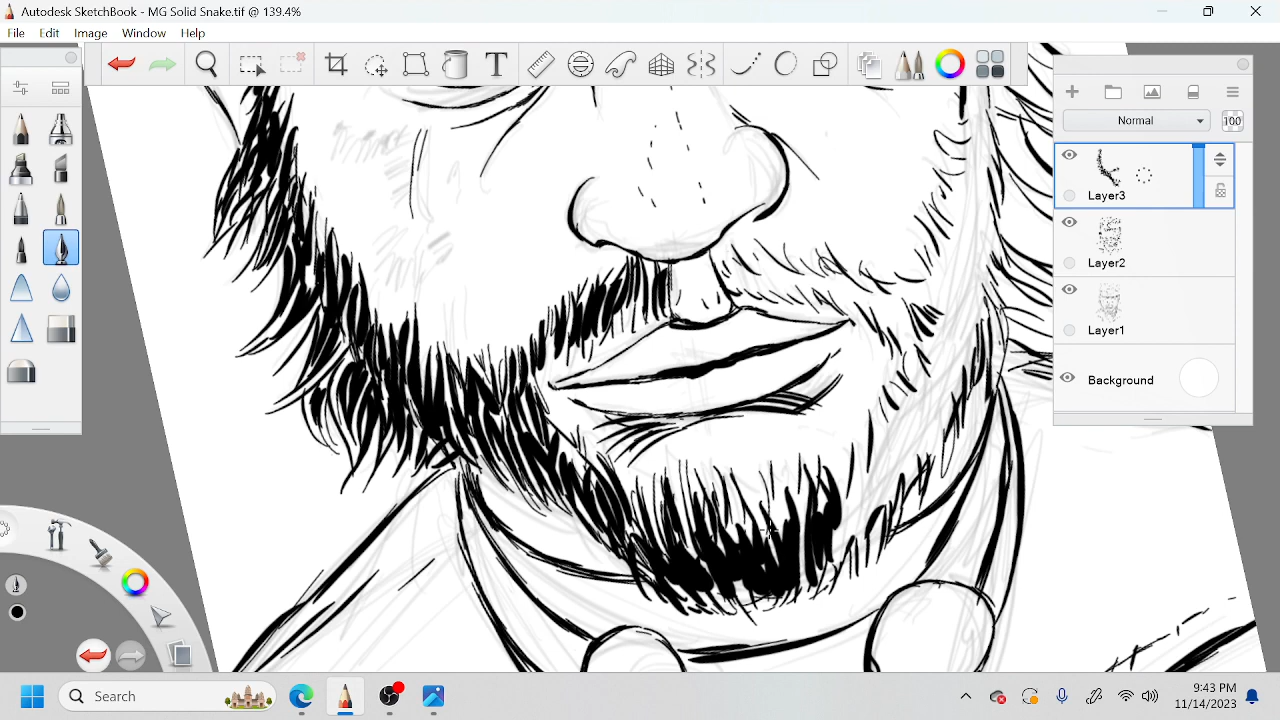 Autodesk SketchBook - MG Solid Snake.tif @ 139.4%
File Edit Image Window Help
T
Normal
100
Layer3
Layer2
Layer1
Background
Search
9:43 PM
11/14/2023